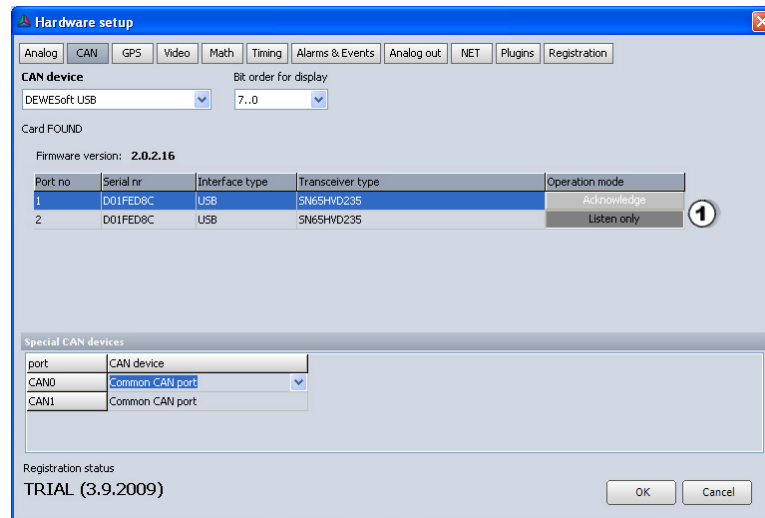 Hardware setup
Analog CAN GPS Video Math Timing Alarms & Events Analog out NET Plugins Registration
CAN device Bit order for display
DEWESoft USB 7..0
Card FOUND
Firmware version: 2.0.2.16
Port no Serial nr Interface type Transceiver type Operation mode
1 D01FED8C USB SN65HVD235 Acknowledge
2 D01FED8C USB SN65HVD235 Listen only
1
Special CAN devices
port CAN device
CAN0 Common CAN port
CAN1 Common CAN port
Registration status
TRIAL (3.9.2009)
OK Cancel